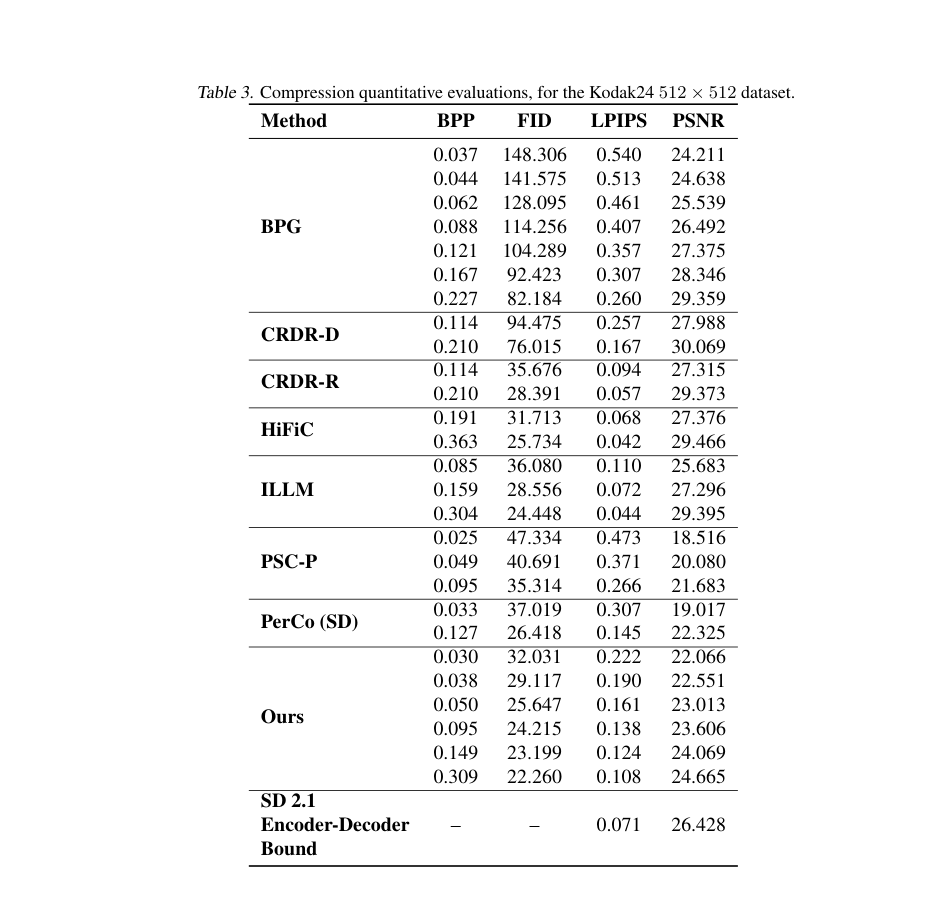 Table 3. Compression quantitative evaluations, for the Kodak24 512 × 512 dataset.
Method BPP FID LPIPS PSNR
0.037 148.306 0.540 24.211
0.044 141.575 0.513 24.638
0.062 128.095 0.461 25.539
BPG 0.088 114.256 0.407 26.492
0.121 104.289 0.357 27.375
0.167 92.423 0.307 28.346
0.227 82.184 0.260 29.359
CRDR-D
0.114 94.475 0.257 27.988
0.210 76.015 0.167 30.069
CRDR-R
0.114 35.676 0.094 27.315
0.210 28.391 0.057 29.373
HiFiC
0.191 31.713 0.068 27.376
0.363 25.734 0.042 29.466
0.085 36.080 0.110 25.683
ILLM 0.159 28.556 0.072 27.296
0.304 24.448 0.044 29.395
0.025 47.334 0.473 18.516
PSC-P 0.049 40.691 0.371 20.080
0.095 35.314 0.266 21.683
PerCo (SD)
0.033 37.019 0.307 19.017
0.127 26.418 0.145 22.325
Ours
0.030 32.031 0.222 22.066
0.038 29.117 0.190 22.551
0.050 25.647 0.161 23.013
0.095 24.215 0.138 23.606
0.149 23.199 0.124 24.069
0.309 22.260 0.108 24.665
SD 2.1
Encoder-Decoder – – 0.071 26.428
Bound